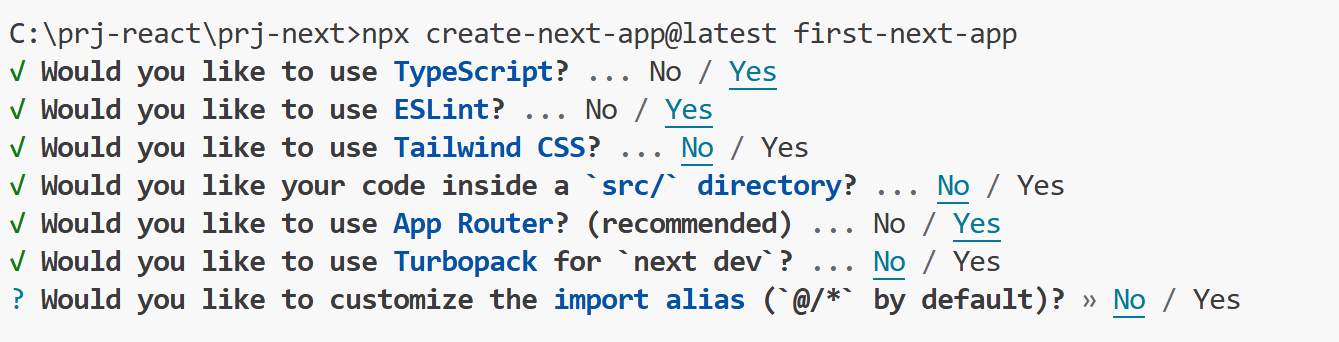 C:\prj-react\prj-next>npx create-next-app@latest first-next-app
√ Would you like to use TypeScript? ... No / Yes
√ Would you like to use ESLint? ... No / Yes
√ Would you like to use Tailwind CSS? ... No / Yes
√ Would you like your code inside a `src/` directory? ... No / Yes
√ Would you like to use App Router? (recommended) ... No / Yes
√ Would you like to use Turbopack for `next dev`? ... No / Yes
? Would you like to customize the import alias (`@/*` by default)? » No / Yes